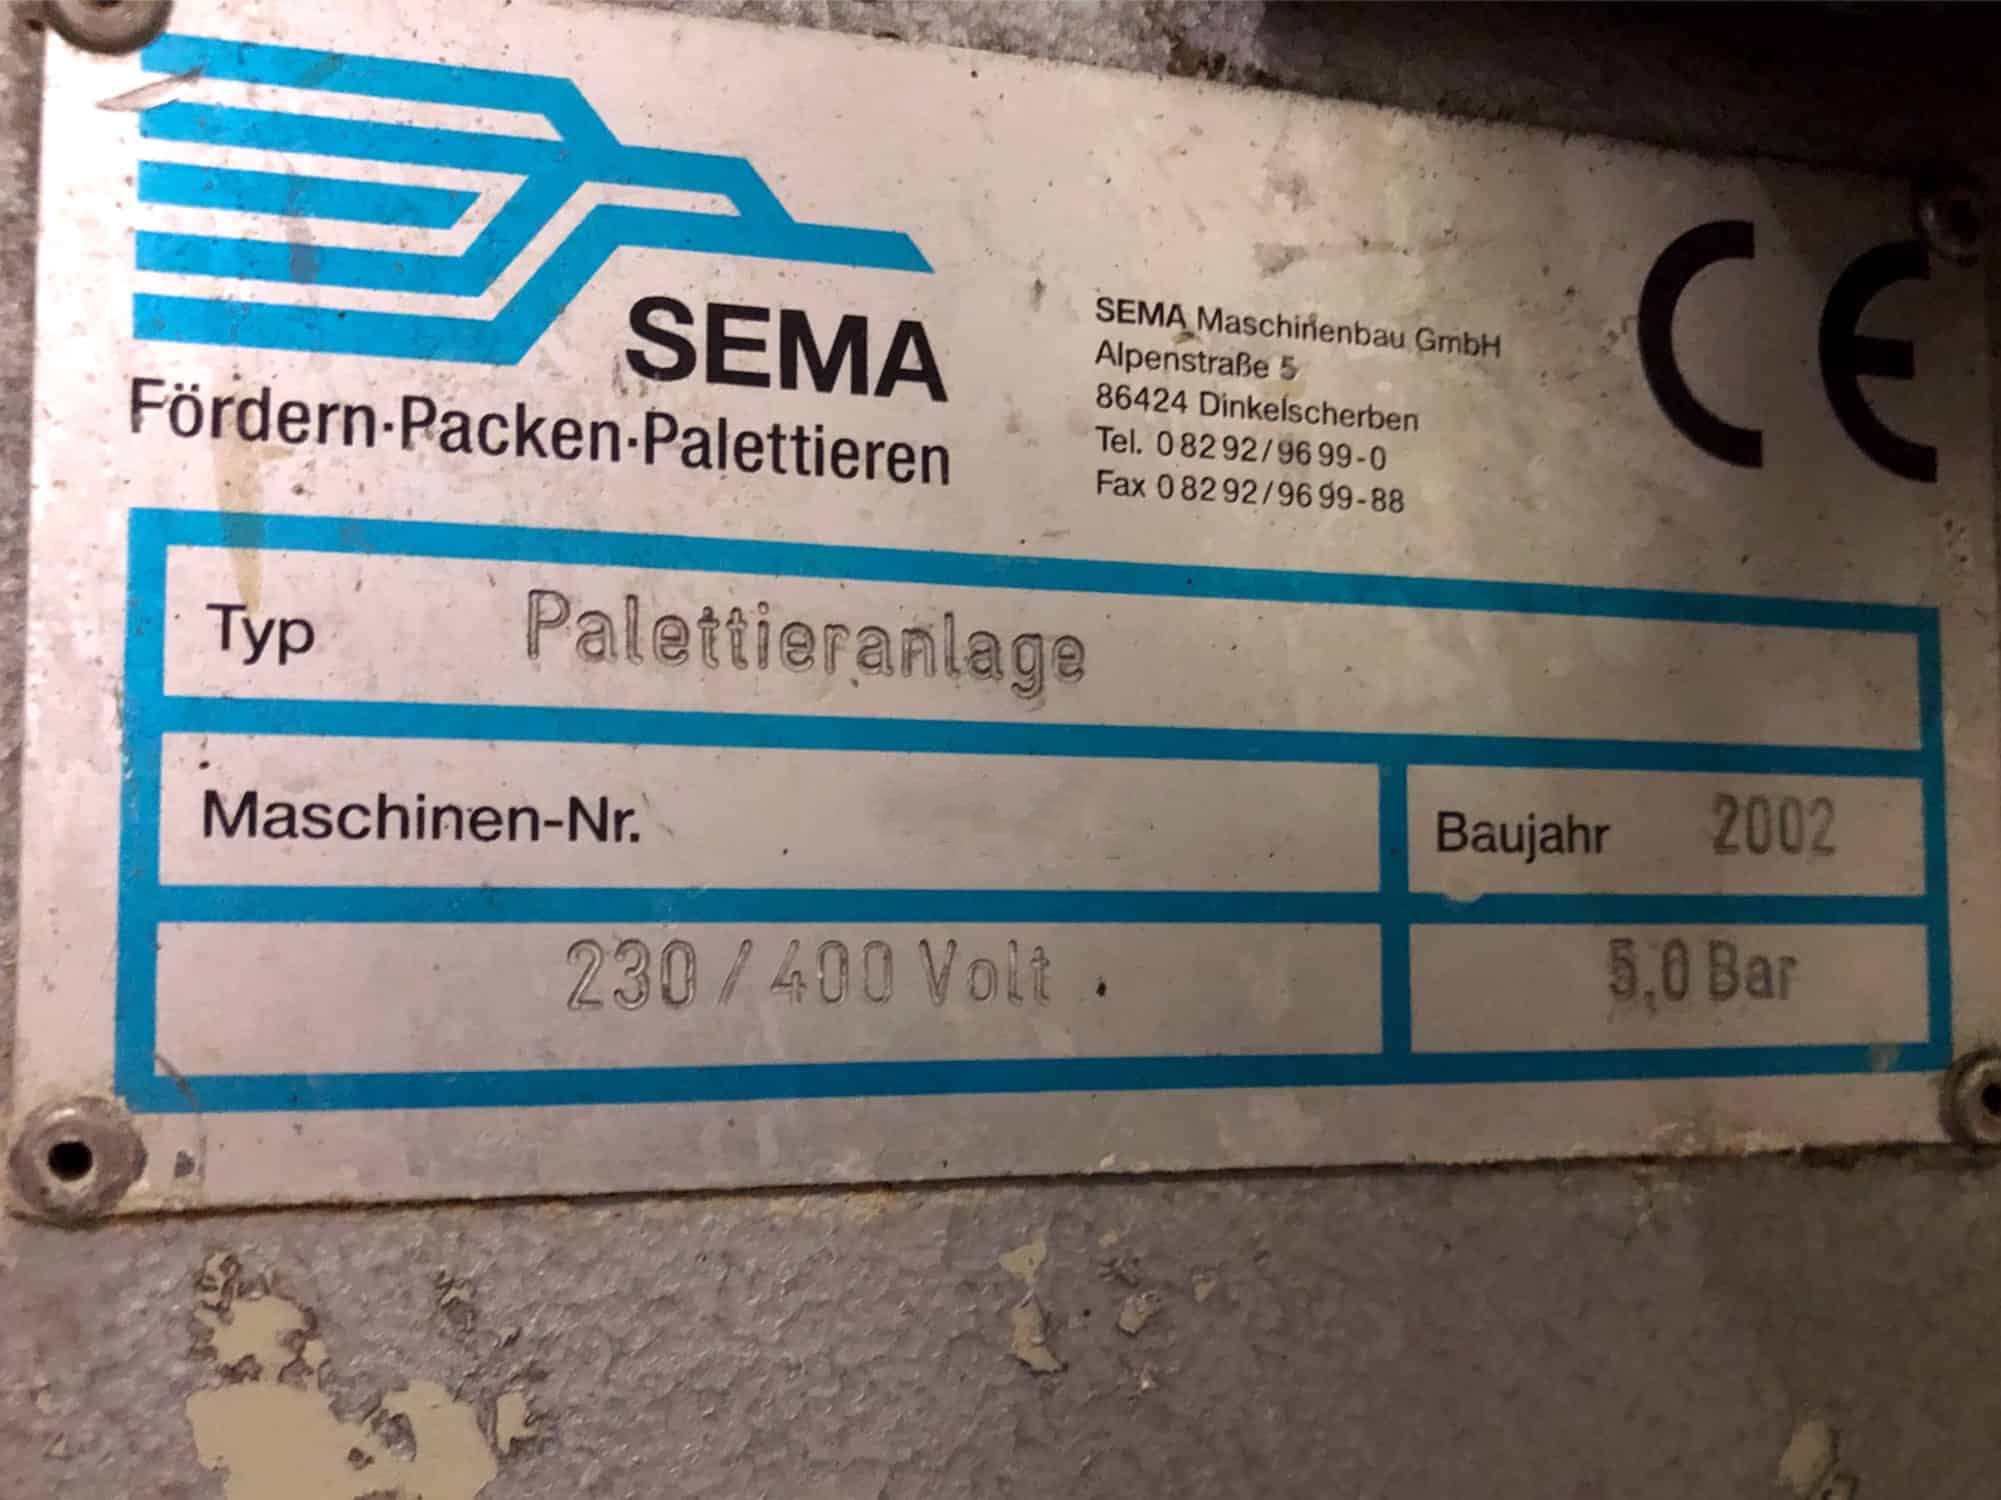 SEMA
Fördern·Packen·Palettieren
SEMA Maschinenbau GmbH
Alpenstraße 5
86424 Dinkelscherben
Tel. 08292/9699-0
Fax 08292/9699-88
CE
Typ Palettieranlage
Maschinen-Nr.
Baujahr 2002
230/400 Volt
5,0 Bar